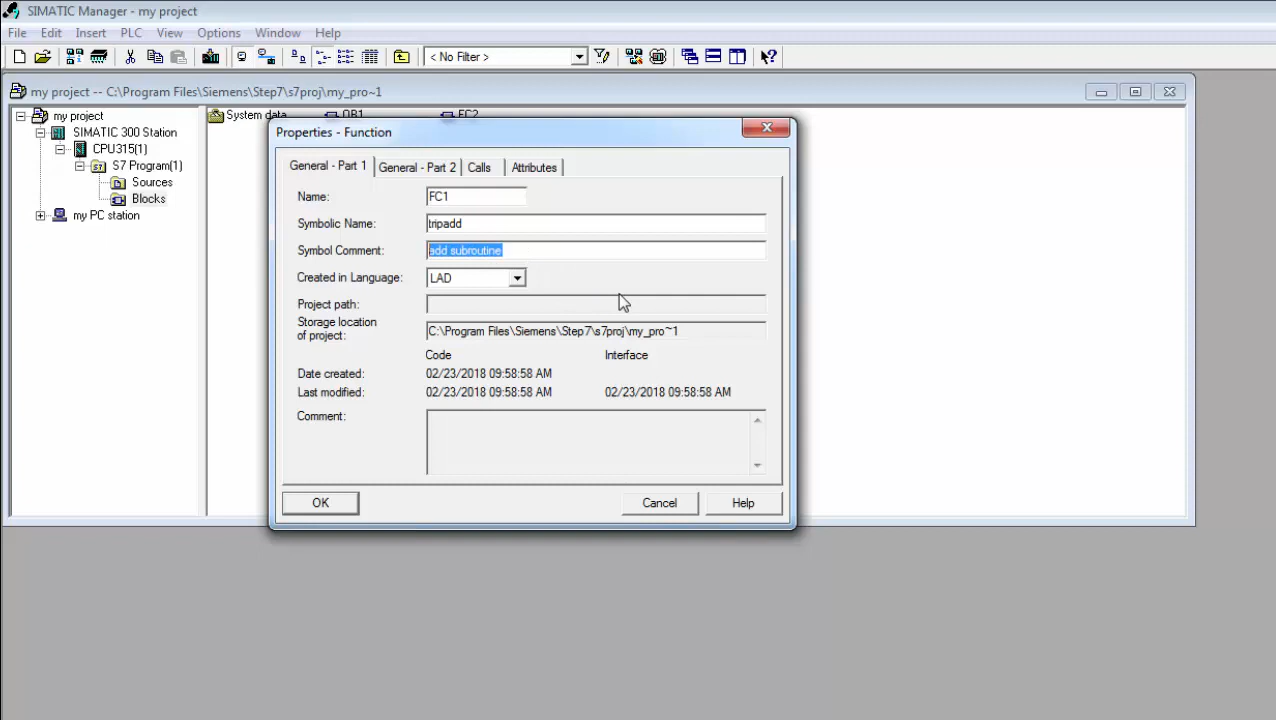 SIMATIC Manager - my project
File Edit Insert PLC View Options Window Help
< No Filter >
my project -- C:\Program Files\Siemens\Step7\s7proj\my_pro~1
my project
SIMATIC 300 Station
CPU315(1)
S7 Program(1)
Sources
Blocks
my PC station
System data OB1 FC2
Properties - Function
General - Part 1 General - Part 2 Calls Attributes
Name: FC1
Symbolic Name: tripadd
Symbol Comment: add subroutine
Created in Language: LAD
Project path:
Storage location
of project: C:\Program Files\Siemens\Step7\s7proj\my_pro~1
Code Interface
Date created: 02/23/2018 09:58:58 AM
Last modified: 02/23/2018 09:58:58 AM 02/23/2018 09:58:58 AM
Comment:
OK Cancel Help